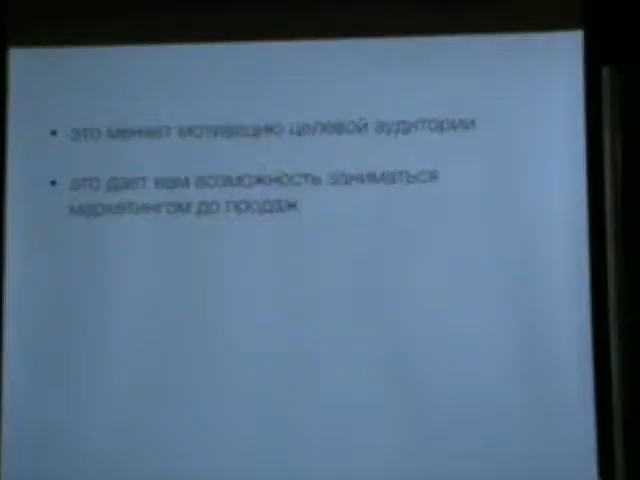 • это меняет мотивацию целевой аудитории
• это дает вам возможность заниматься
маркетингом до продаж